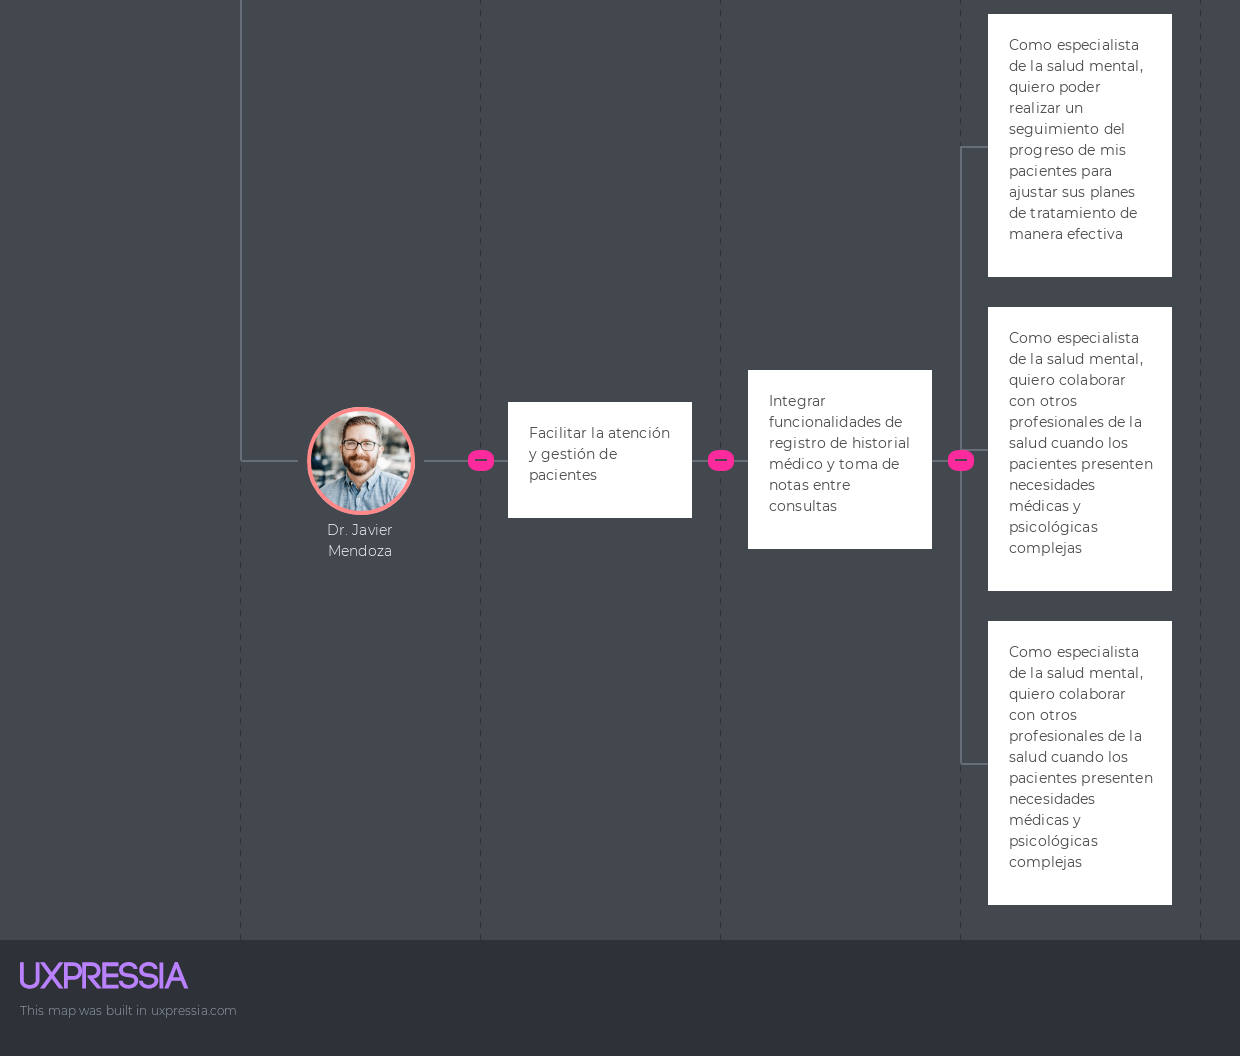 Como especialista
de la salud mental,
quiero poder
realizar un
seguimiento del
progreso de mis
pacientes para
ajustar sus planes
de tratamiento de
manera efectiva
Dr. Javier
Mendoza
Facilitar la atención
y gestión de
pacientes
Integrar
funcionalidades de
registro de historial
médico y toma de
notas entre
consultas
Como especialista
de la salud mental,
quiero colaborar
con otros
profesionales de la
salud cuando los
pacientes presenten
necesidades
médicas y
psicológicas
complejas
Como especialista
de la salud mental,
quiero colaborar
con otros
profesionales de la
salud cuando los
pacientes presenten
necesidades
médicas y
psicológicas
complejas
UXPRESSIA
This map was built in uxpressia.com